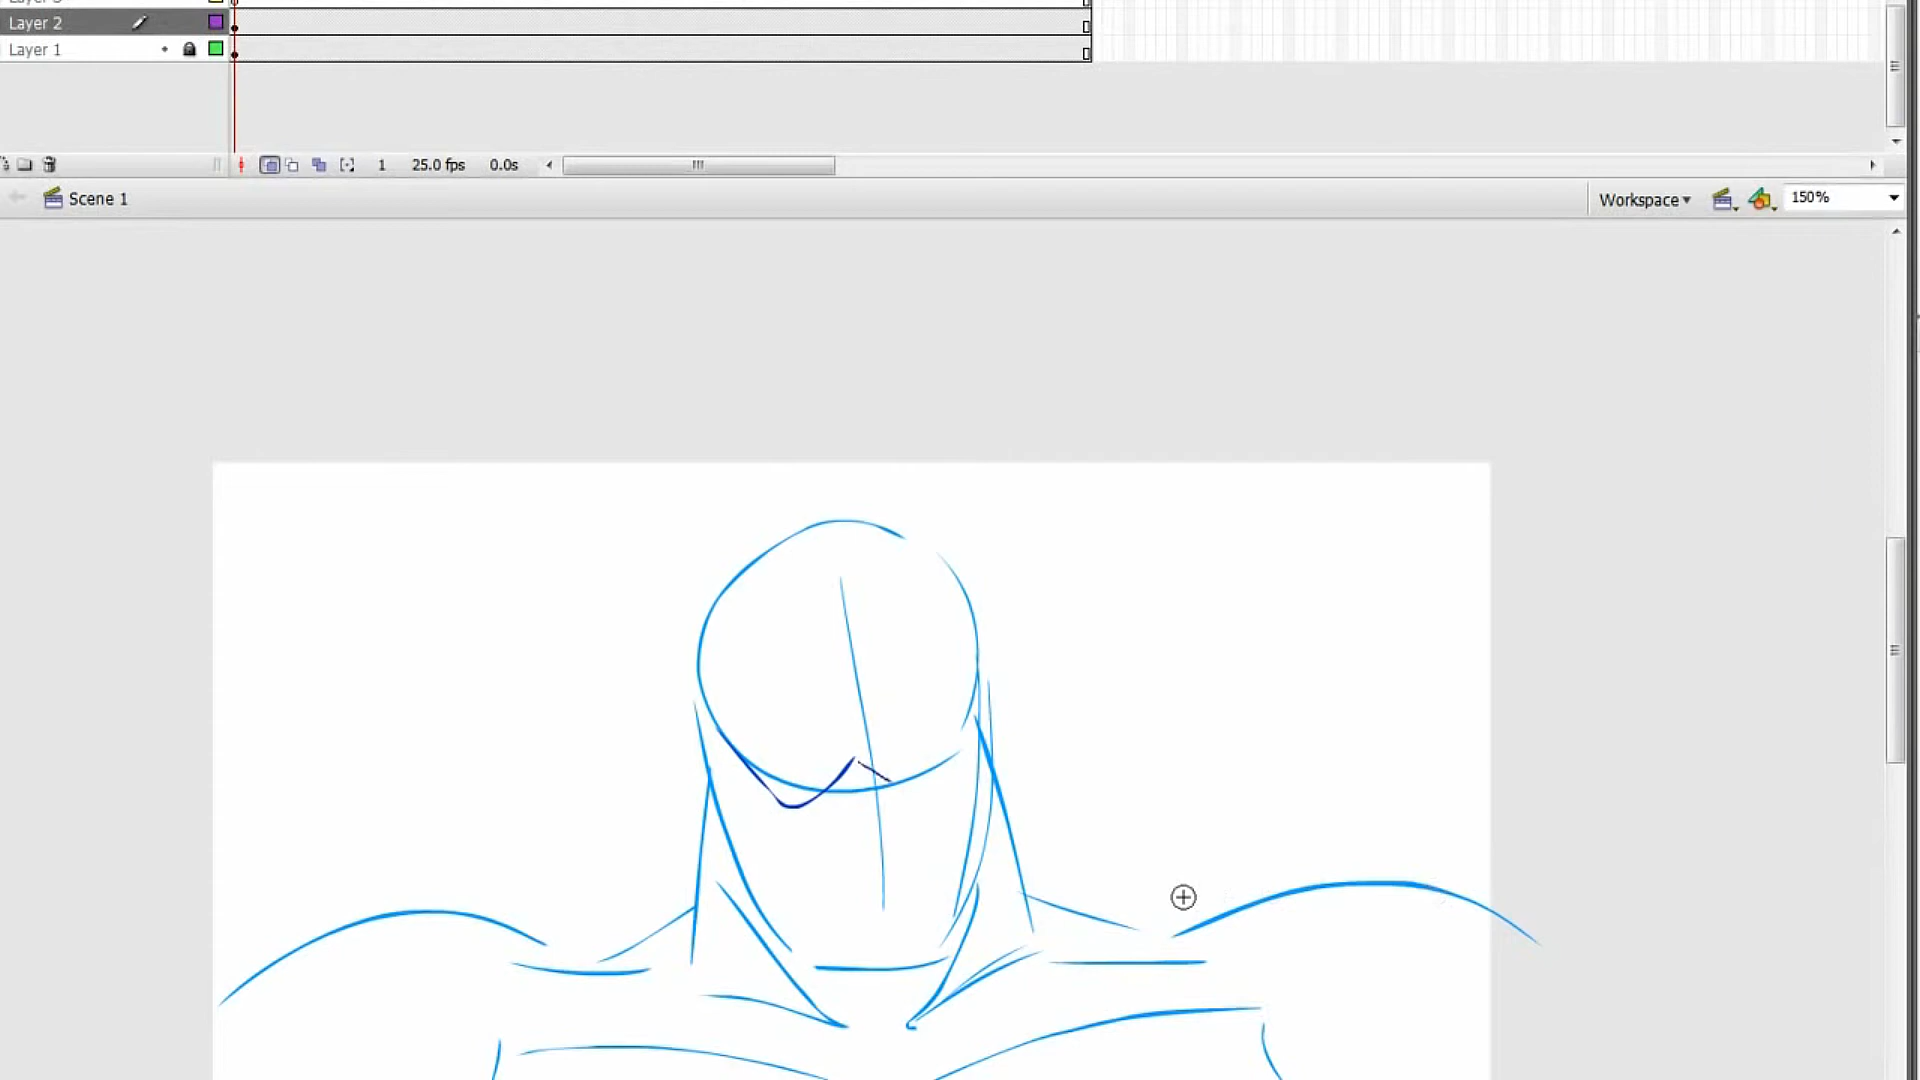 Layer 2
Layer 1
1 25.0 fps 0.0s
Scene 1
Workspace 150%